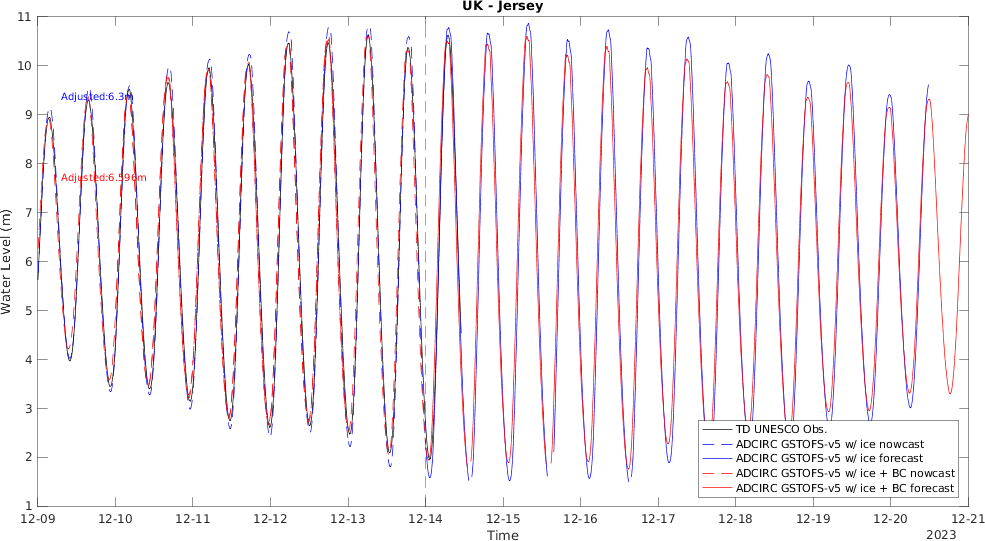 UK - Jersey
11
10
9
8
7
6
5
4
3
2
1
Water Level (m)
Adjusted:6.3m
Adjusted:6.596m
TD UNESCO Obs.
ADCIRC GSTOFS-v5 w/ ice nowcast
ADCIRC GSTOFS-v5 w/ ice forecast
ADCIRC GSTOFS-v5 w/ ice + BC nowcast
ADCIRC GSTOFS-v5 w/ ice + BC forecast
12-09 12-10 12-11 12-12 12-13 12-14 12-15 12-16 12-17 12-18 12-19 12-20 12-21
Time
2023